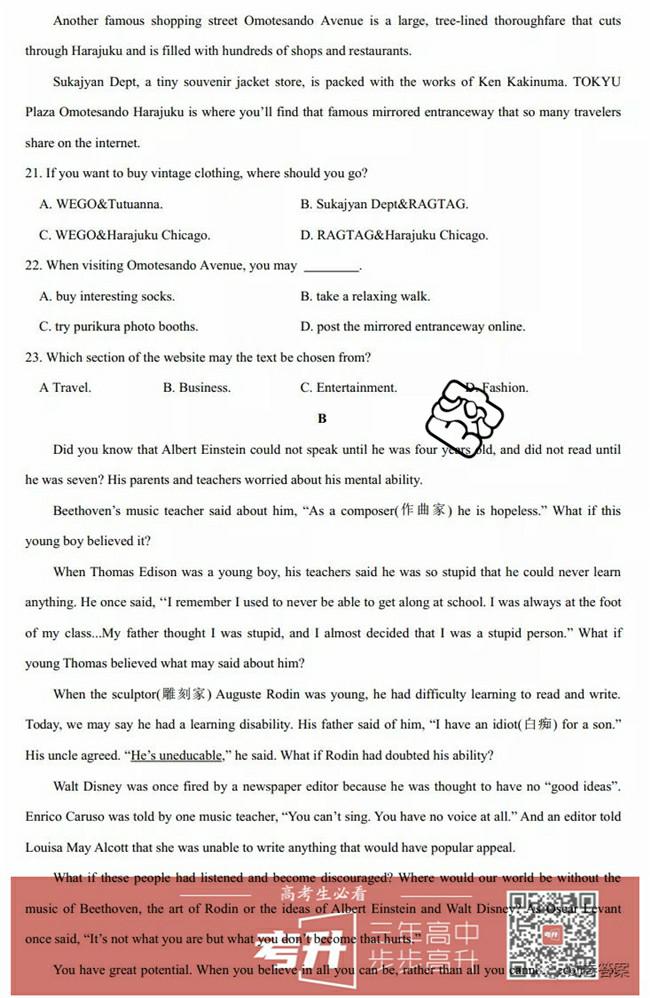 Another famous shopping street Omotesando Avenue is a large, tree-lined thoroughfare that cuts
through Harajuku and is filled with hundreds of shops and restaurants.
Sukajyan Dept, a tiny souvenir jacket store, is packed with the works of Ken Kakinuma. TOKYU
Plaza Omotesando Harajuku is where you'll find that famous mirrored entranceway that so many travelers
share on the internet.
21. If you want to buy vintage clothing, where should you go?
A. WEGO&Tutuanna. B. Sukajyan Dept&RAGTAG.
C. WEGO&Harajuku Chicago. D. RAGTAG&Harajuku Chicago.
22. When visiting Omotesando Avenue, you may ________.
A. buy interesting socks. B. take a relaxing walk.
C. try purikura photo booths. D. post the mirrored entranceway online.
23. Which section of the website may the text be chosen from?
A Travel. B. Business. C. Entertainment. D. Fashion.
B
Did you know that Albert Einstein could not speak until he was four years old, and did not read until
he was seven? His parents and teachers worried about his mental ability.
Beethoven's music teacher said about him, “As a composer(作曲家) he is hopeless.” What if this
young boy believed it?
When Thomas Edison was a young boy, his teachers said he was so stupid that he could never learn
anything. He once said, ‘‘I remember I used to never be able to get along at school. I was always at the foot
of my class...My father thought I was stupid, and I almost decided that I was a stupid person.” What if
young Thomas believed what may said about him?
When the sculptor(雕刻家) Auguste Rodin was young, he had difficulty learning to read and write.
Today, we may say he had a learning disability. His father said of him, “I have an idiot(白痴) for a son.”
His uncle agreed. “He's uneducable,” he said. What if Rodin had doubted his ability?
Walt Disney was once fired by a newspaper editor because he was thought to have no “good ideas”.
Enrico Caruso was told by one music teacher, “You can't sing. You have no voice at all.” And an editor told
Louisa May Alcott that she was unable to write anything that would have popular appeal.
What if these people had listened and become discouraged? Where would our world be without the
高考生必看
music of Beethoven, the art of Rodin or the ideas of Albert Einstein and Walt Disney? As Oscar Levant
once said, “It's not what you are but what you don't become that hurts.”
考升 三年高中
步步高升
You have great potential. When you believe in all you can be, rather than all you
答案